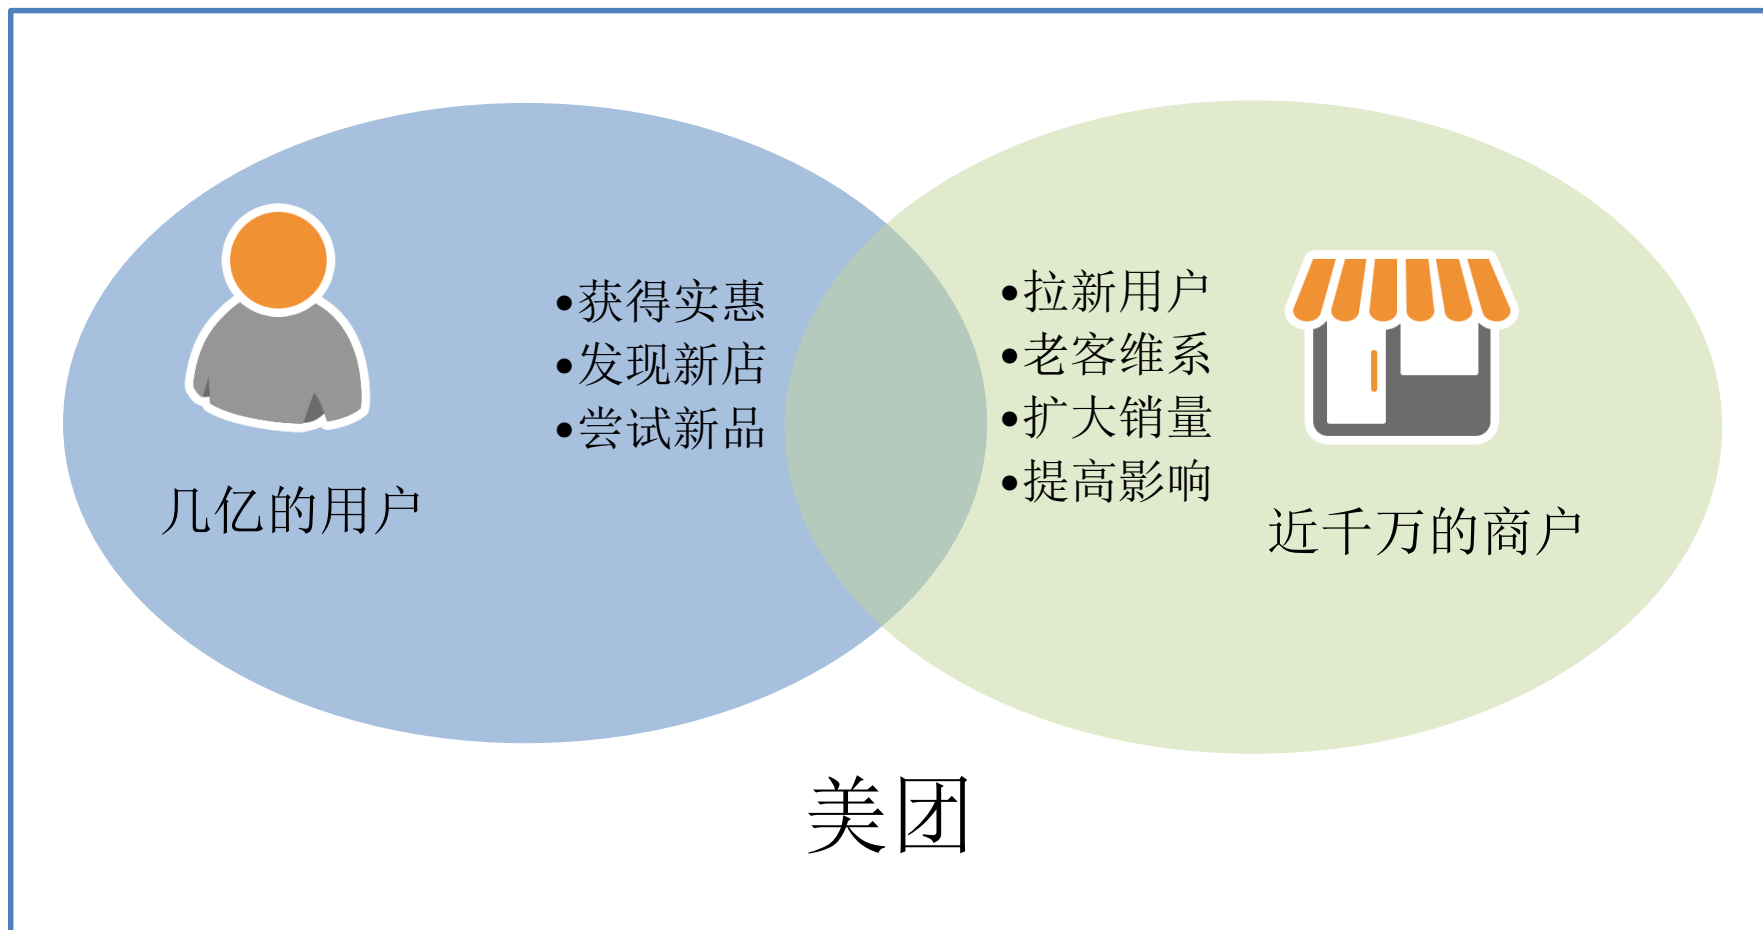 •获得实惠
•发现新店
•尝试新品
几亿的用户
•拉新用户
•老客维系
•扩大销量
•提高影响
近千万的商户
美团